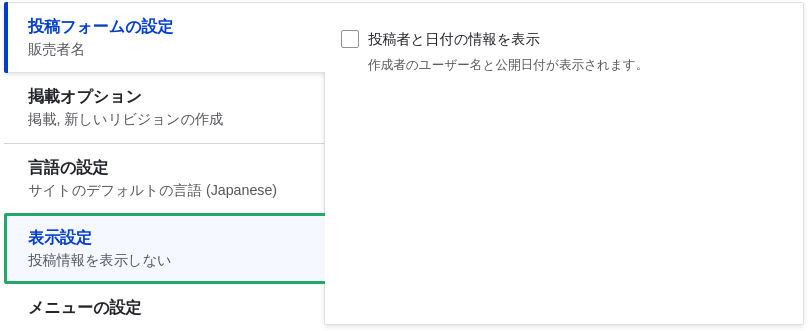 投稿フォームの設定
販売者名
掲載オプション
掲載, 新しいリビジョンの作成
言語の設定
サイトのデフォルトの言語 (Japanese)
表示設定
投稿情報を表示しない
メニューの設定
投稿者と日付の情報を表示
作成者のユーザー名と公開日付が表示されます。